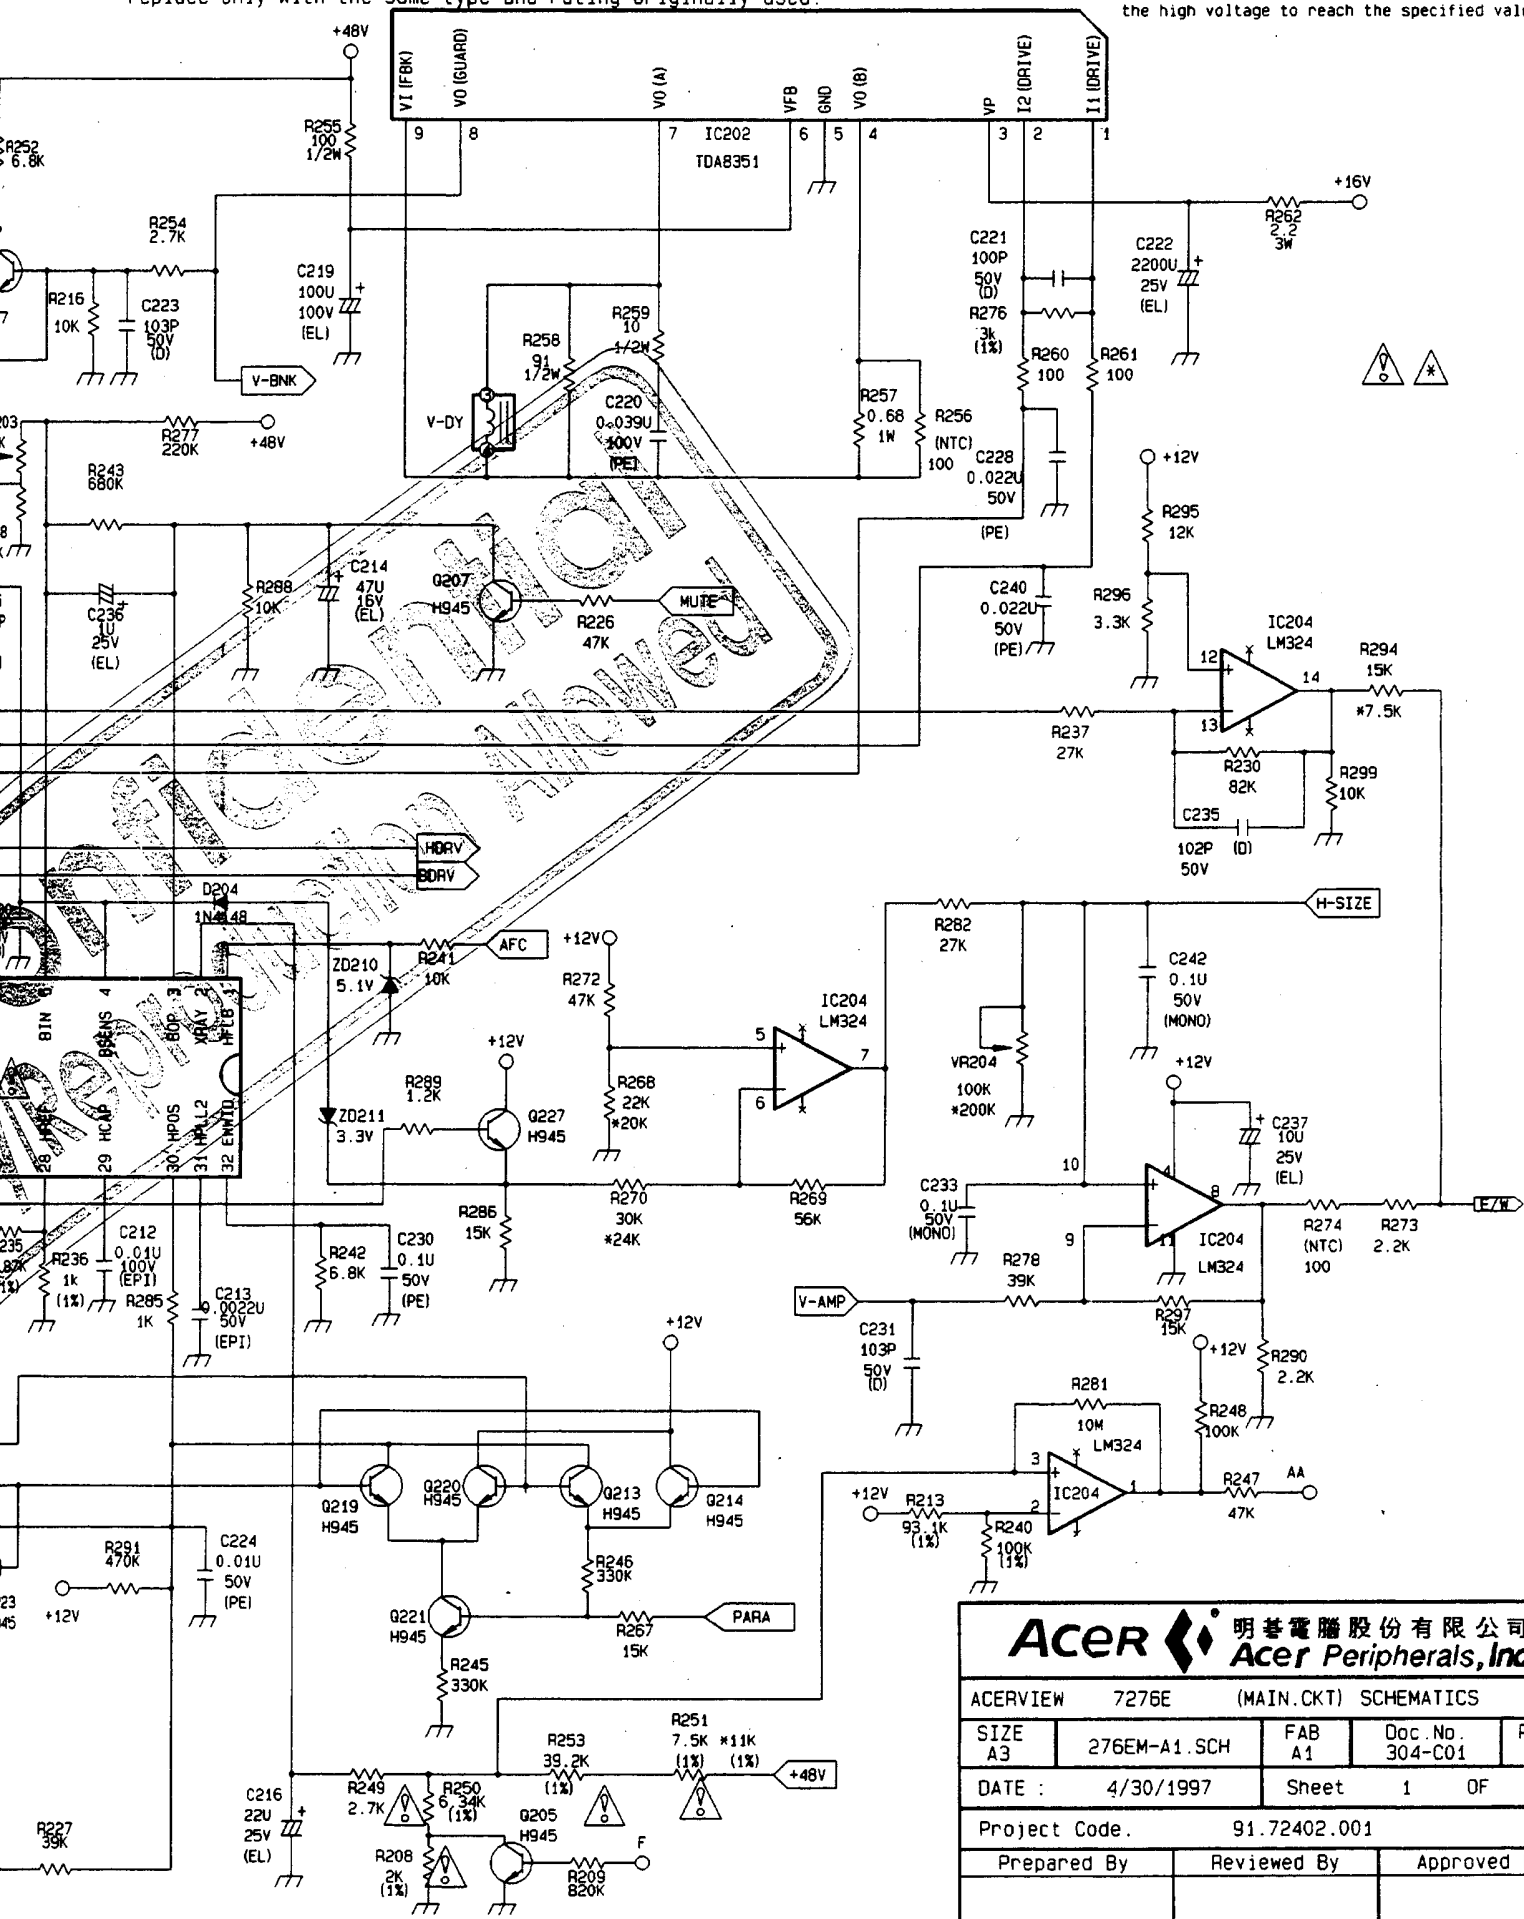 replace only with the same type and rating originally used.
the high voltage to reach the specified
+48V
VI (FBK)
VO (GUARD)
VO (A)
VFB
GND
VO (B)
VP
I2 (DRIVE)
I1 (DRIVE)
9
8
7
IC202
6
5
4
3
2
1
TDA8351
R252
6.8K
R255
100
1/2W
+16V
R262
2.2
3W
R254
2.7K
C219
100U
100V
(EL)
C221
100P
50V
(D)
C222
2200U
25V
(EL)
R216
10K
C223
103P
50V
(D)
R258
91
1/2W
R259
10
1/2W
R276
3k
(1%)
R260
100
R261
100
V-BNK
V-DY
C220
0.039U
100V
(PE)
R257
0.68
1W
R256
(NTC)
100
R277
220K
+48V
C228
0.022U
50V
(PE)
+12V
R243
680K
R295
12K
C236
1U
25V
(EL)
R288
10K
C214
47U
16V
(EL)
Q207
H945
R226
47K
MUTE
C240
0.022U
50V
(PE)
R296
3.3K
IC204
LM324
12
13
14
R294
15K
*7.5K
R237
27K
R230
82K
R299
10K
C235
102P
(D)
50V
Confidential
Reproduction Allowed
HDRV
BDRV
D204
1N4148
H-SIZE
R282
27K
AFC
R241
10K
ZD210
5.1V
+12V
R272
47K
IC204
LM324
5
6
7
C242
0.1U
50V
(MONO)
BIN
BSENS 4
BOP 3
XRAY 2
HFLB 1
+12V
VR204
100K
*200K
+12V
R289
1.2K
R268
22K
*20K
ZD211
3.3V
Q227
H945
C237
10U
25V
(EL)
28 HREF
29 HCAP
30 HPOS
31 HPLL2
32 EWWID
R270
30K
*24K
R269
56K
10
9
4
8
11
IC204
LM324
C233
0.1U
50V
(MONO)
R274
(NTC)
100
R273
2.2K
E/W
R286
15K
R236
1k
(1%)
C212
0.01U
100V
(EPI)
R285
1K
C213
0.0022U
50V
(EPI)
R242
6.8K
C230
0.1U
50V
(PE)
R278
39K
V-AMP
R297
15K
C231
103P
50V
(D)
+12V
+12V
R290
2.2K
R281
10M
R248
100K
LM324
3
2
IC204
1
R247
47K
AA
Q219
H945
Q220
H945
Q213
H945
Q214
H945
+12V
R213
93.1K
(1%)
R240
100K
(1%)
R291
470K
+12V
C224
0.01U
50V
(PE)
R246
330K
Q221
H945
R267
15K
PARA
R245
330K
R253
39.2K
(1%)
R251
7.5K *11K
(1%) (1%)
+48V
R249
2.7K
R250
6.34K
(1%)
C216
22U
25V
(EL)
Q205
H945
F
R208
2K
(1%)
R209
820K
R227
39K
Acer 明碁電腦股份有限公司
Acer Peripherals, Inc
ACERVIEW 7276E (MAIN.CKT) SCHEMATICS
SIZE A3
276EM-A1.SCH
FAB A1
Doc.No. 304-C01
DATE : 4/30/1997 Sheet 1 OF
Project Code. 91.72402.001
Prepared By Reviewed By Approved